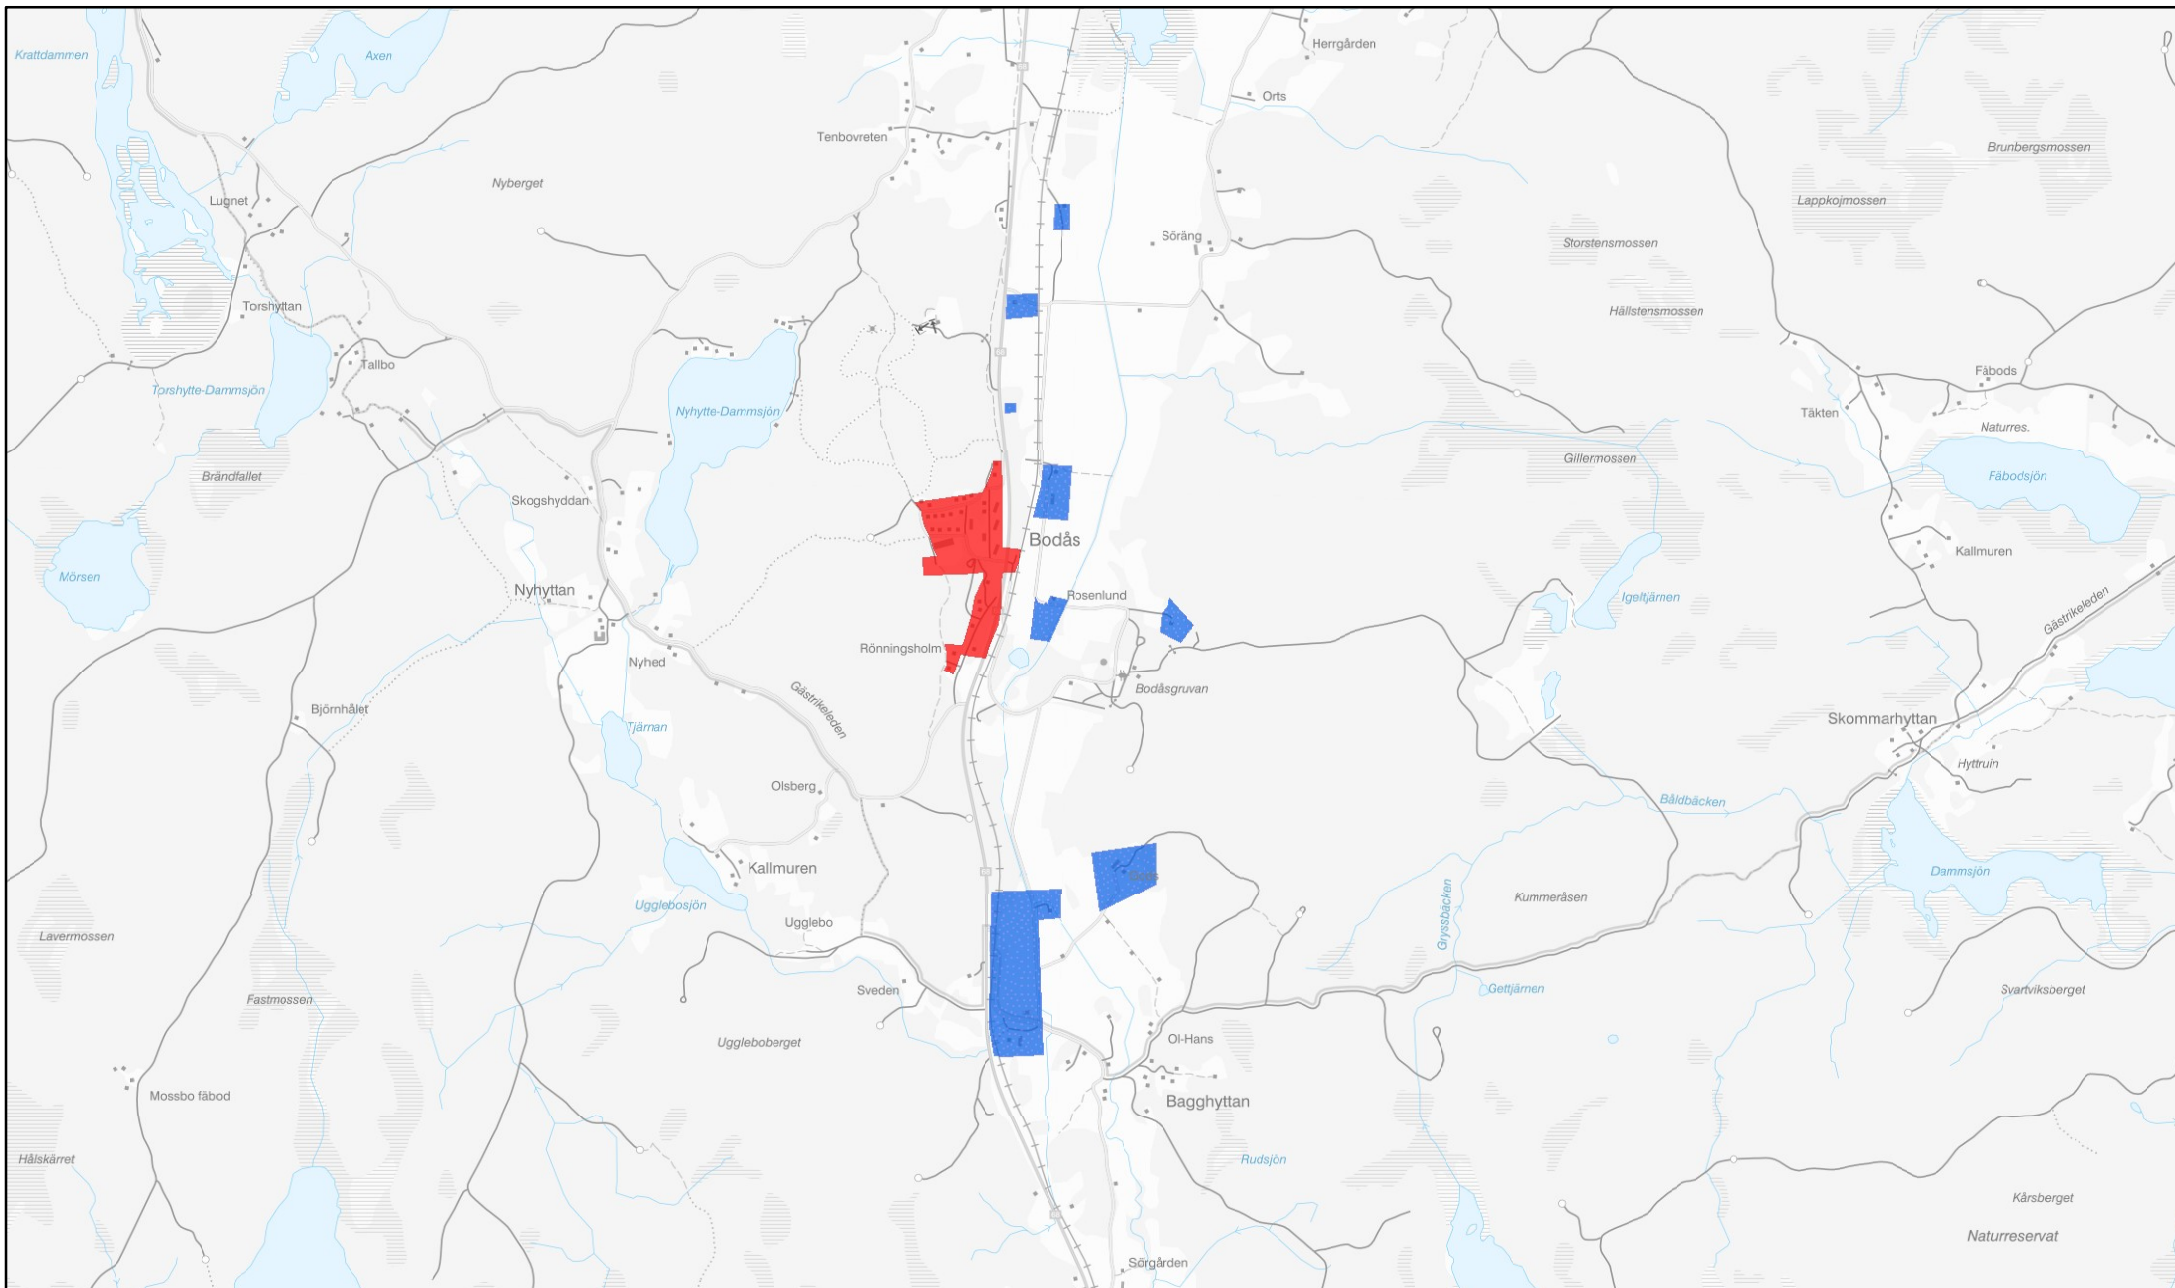 Herrgården
Krattdammen
Axen
Orts
Tenbovreten
Brunbergsmossen
Nyberget
Lugnet
Lappkojmossen
Söräng
Storstensmossen
Torshyttan
Hällstensmossen
Tallbo
Fäbods
Torshytte-Dammsjön
Nyhytte-Dammsjön
Täkten
Naturres.
Gillermossen
Brändfallet
Fäbodsjön
Skogshyddan
Bodås
Kallmuren
Mörsen
Nyhyttan
Rosenlund
Igeltjärnen
Gästrikeleden
Rönningsholm
Nyhed
Bodåsgruvan
Gästrikeleden
Björnhålet
Skommarhyttan
Tjärnan
Hyttruin
Olsberg
Båldbäcken
Kallmuren
Dammsjön
Ugglebosjön
Kummeråsen
Gryssbäcken
Ugglebo
Lavermossen
Sveden
Gettjärnen
Svartviksberget
Fastmossen
Ol-Hans
Uggleboberget
Mossbo fäbod
Bagghyttan
Hålskärret
Rudsjön
Kårsberget
Naturreservat
Sörgården